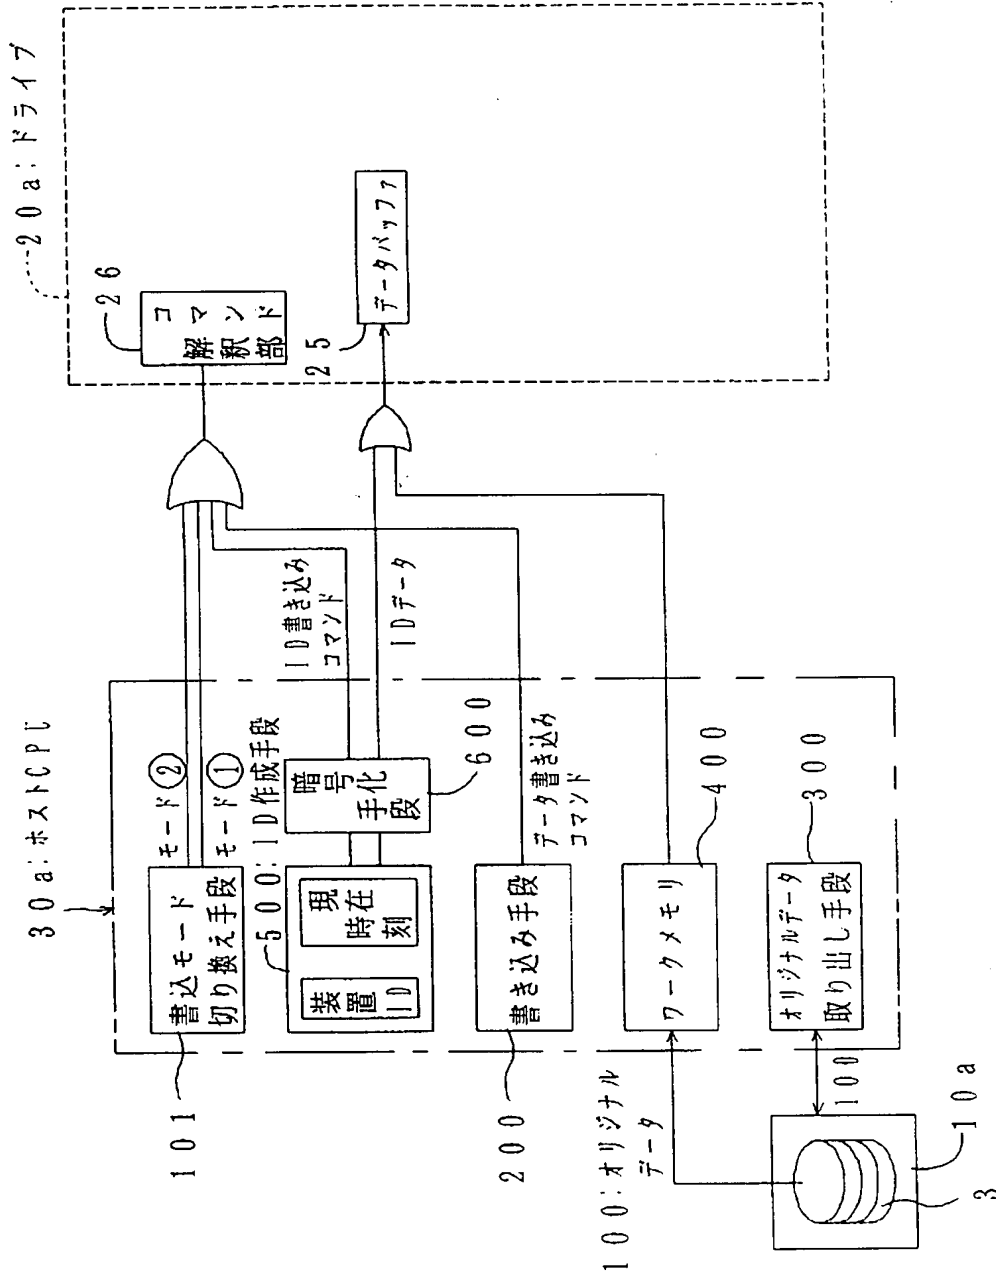 20a:ドライブ
26
コマンド
解釈部
25
データバッファ
30a:ホストCPU
モード②
モード①
ID書き込み
コマンド
IDデータ
101
書込モード
切り換え手段
500:ID作成手段
装置
ID
現在
時刻
暗号化
手段
600
200
書き込み手段
データ書き込み
コマンド
100:オリジナル
データ
ワークメモリ
400
オリジナルデータ
取り出し手段
300
100
10a
3